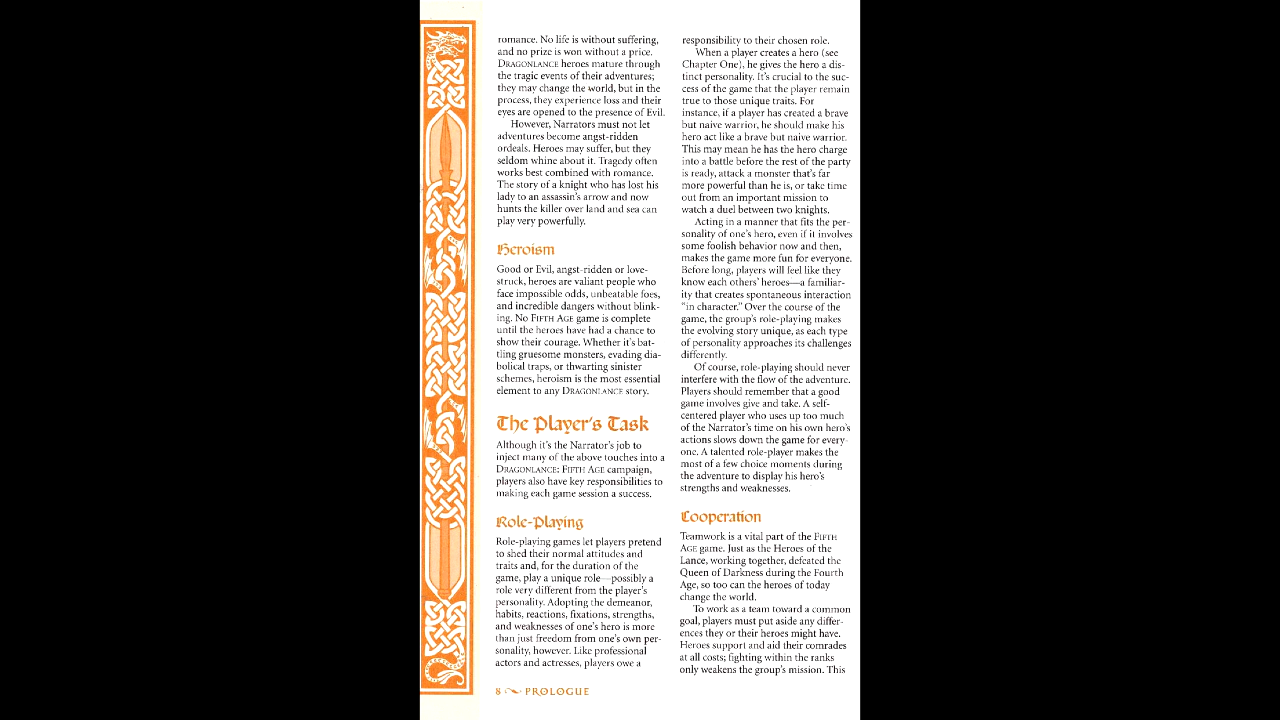 romance. No life is without suffering,
and no prize is won without a price.
DRAGONLANCE heroes mature through
the tragic events of their adventures;
they may change the world, but in the
process, they experience loss and their
eyes are opened to the presence of Evil.
However, Narrators must not let
adventures become angst-ridden
ordeals. Heroes may suffer, but they
seldom whine about it. Tragedy often
works best combined with romance.
The story of a knight who has lost his
lady to an assassin's arrow and now
hunts the killer over land and sea can
play very powerfully.
Heroism
Good or Evil, angst-ridden or love-
struck, heroes are valiant people who
face impossible odds, unbeatable foes,
and incredible dangers without blink-
ing. No FIFTH AGE game is complete
until the heroes have had a chance to
show their courage. Whether it's bat-
tling gruesome monsters, evading dia-
bolical traps, or thwarting sinister
schemes, heroism is the most essential
element to any DRAGONLANCE story.
The Player's Task
Although it's the Narrator's job to
inject many of the above touches into a
DRAGONLANCE: FIFTH AGE campaign,
players also have key responsibilities to
making each game session a success.
Role-Playing
Role-playing games let players pretend
to shed their normal attitudes and
traits and, for the duration of the
game, play a unique role—possibly a
role very different from the player's
personality. Adopting the demeanor,
habits, reactions, fixations, strengths,
and weaknesses of one's hero is more
than just freedom from one's own per-
sonality, however. Like professional
actors and actresses, players owe a
responsibility to their chosen role.
When a player creates a hero (see
Chapter One), he gives the hero a dis-
tinct personality. It's crucial to the suc-
cess of the game that the player remain
true to those unique traits. For
instance, if a player has created a brave
but naive warrior, he should make his
hero act like a brave but naive warrior.
This may mean he has the hero charge
into a battle before the rest of the party
is ready, attack a monster that's far
more powerful than he is, or take time
out from an important mission to
watch a duel between two knights.
Acting in a manner that fits the per-
sonality of one's hero, even if it involves
some foolish behavior now and then,
makes the game more fun for everyone.
Before long, players will feel like they
know each others' heroes—a familiar-
ity that creates spontaneous interaction
"in character." Over the course of the
game, the group's role-playing makes
the evolving story unique, as each type
of personality approaches its challenges
differently.
Of course, role-playing should never
interfere with the flow of the adventure.
Players should remember that a good
game involves give and take. A self-
centered player who uses up too much
of the Narrator's time on his own hero's
actions slows down the game for every-
one. A talented role-player makes the
most of a few choice moments during
the adventure to display his hero's
strengths and weaknesses.
Cooperation
Teamwork is a vital part of the FIFTH
AGE game. Just as the Heroes of the
Lance, working together, defeated the
Queen of Darkness during the Fourth
Age, so too can the heroes of today
change the world.
To work as a team toward a common
goal, players must put aside any differ-
ences they or their heroes might have.
Heroes support and aid their comrades
at all costs; fighting within the ranks
only weakens the group's mission. This
8 PROLOGUE